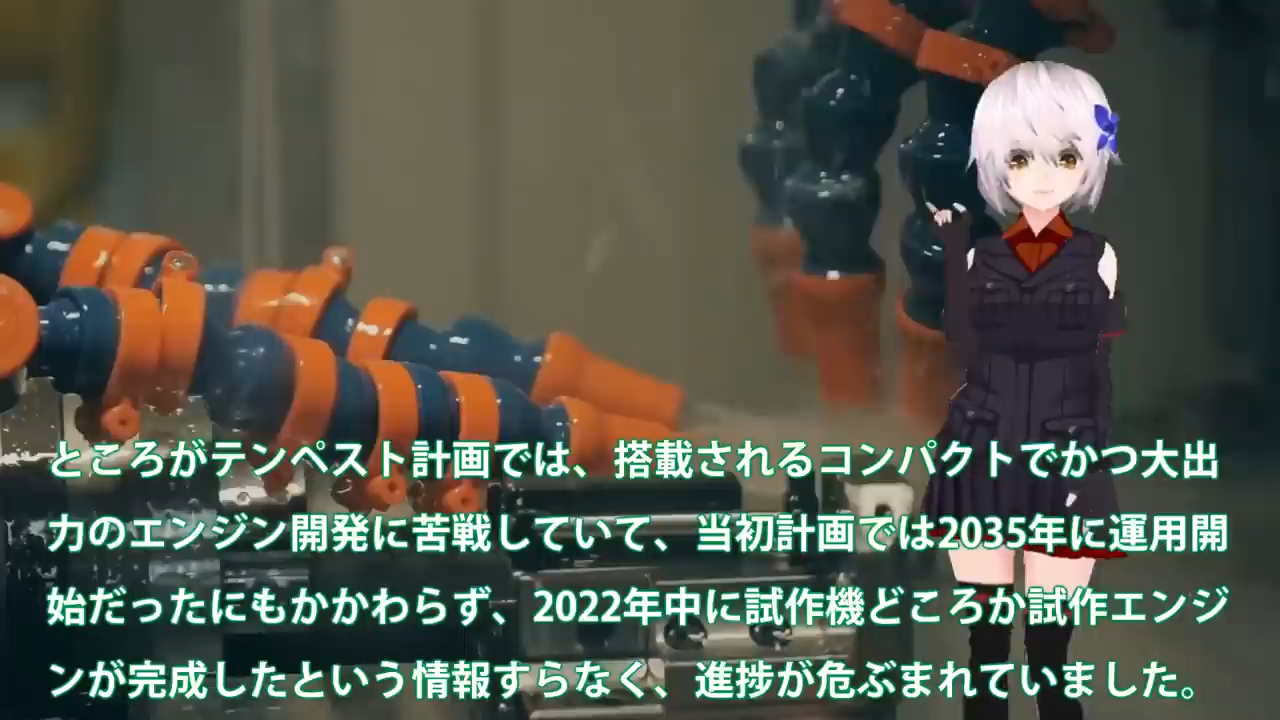 ところがテンペスト計画では、搭載されるコンパクトでかつ大出
力のエンジン開発に苦戦していて、当初計画では2035年に運用開
始だったにもかかわらず、2022年中に試作機どころか試作エンジ
ンが完成したという情報すらなく、進捗が危ぶまれていました。